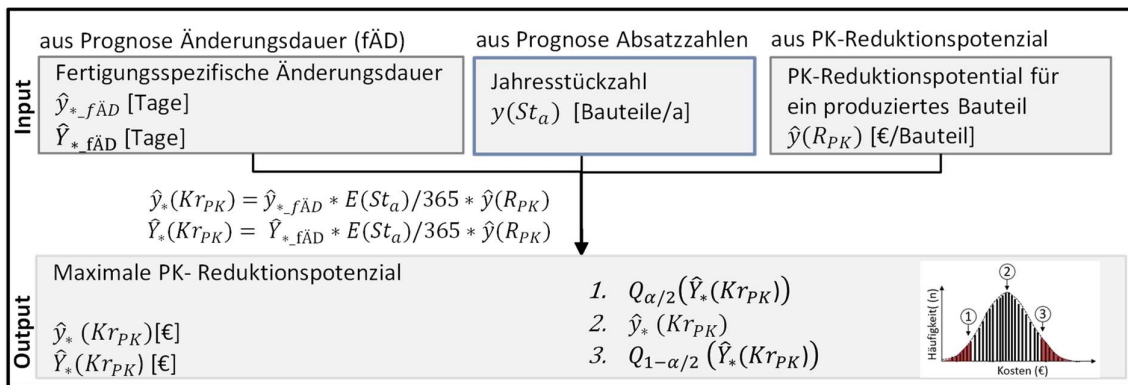 aus Prognose Änderungsdauer (fÄD)
aus Prognose Absatzzahlen
aus PK-Reduktionspotenzial
Input
Fertigungsspezifische Änderungsdauer
ŷ*_fÄD [Tage]
Ŷ*_fÄD [Tage]
Jahresstückzahl
y(St_a) [Bauteile/a]
PK-Reduktionspotential für
ein produziertes Bauteil
ŷ(R_PK) [€/Bauteil]
ŷ*(Kr_PK) = ŷ*_fÄD * E(St_a)/365 * ŷ(R_PK)
Ŷ*(Kr_PK) = Ŷ*_fÄD * E(St_a)/365 * ŷ(R_PK)
Output
Maximale PK- Reduktionspotenzial
ŷ* (Kr_PK)[€]
Ŷ*(Kr_PK) [€]
1. Q_α/2(Ŷ*(Kr_PK))
2. ŷ* (Kr_PK)
3. Q_1−α/2 (Ŷ*(Kr_PK))
Häufigkeit( (n)
①
②
③
Kosten (€)